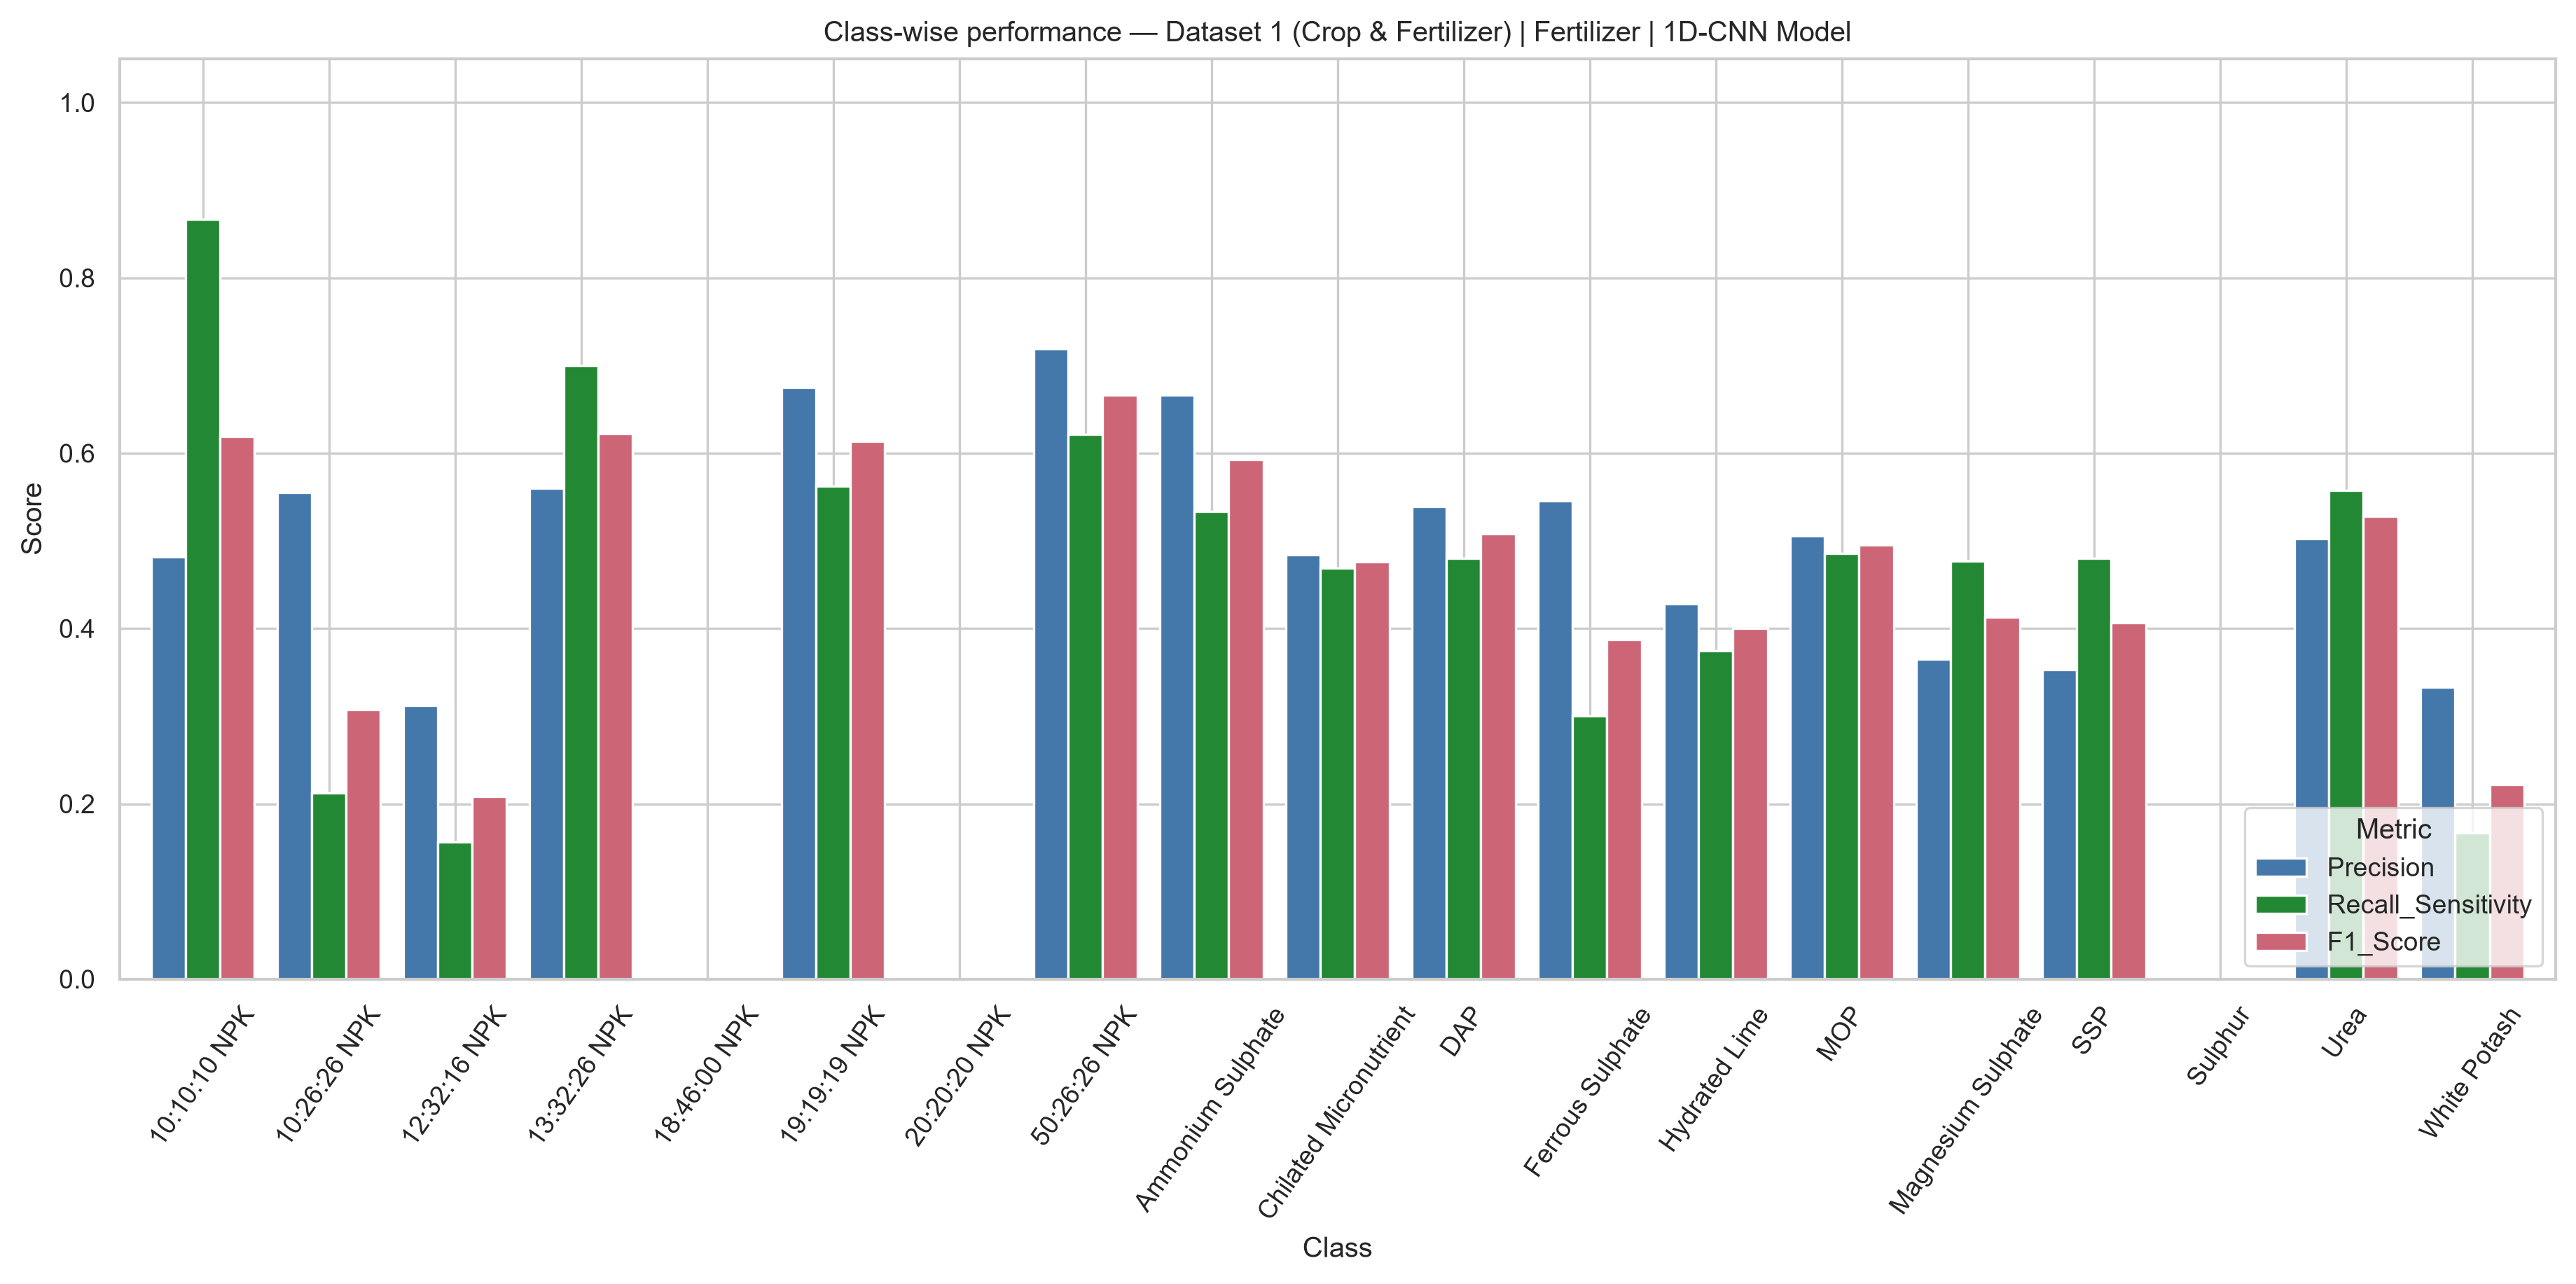 Class-wise performance — Dataset 1 (Crop & Fertilizer) | Fertilizer | 1D-CNN Model
Score
1.0
0.8
0.6
0.4
0.2
0.0
Metric
Precision
Recall_Sensitivity
F1_Score
10:10:10 NPK
10:26:26 NPK
12:32:16 NPK
13:32:26 NPK
18:46:00 NPK
19:19:19 NPK
20:20:20 NPK
50:26:26 NPK
Ammonium Sulphate
Chilated Micronutrient
DAP
Ferrous Sulphate
Hydrated Lime
MOP
Magnesium Sulphate
SSP
Sulphur
Urea
White Potash
Class